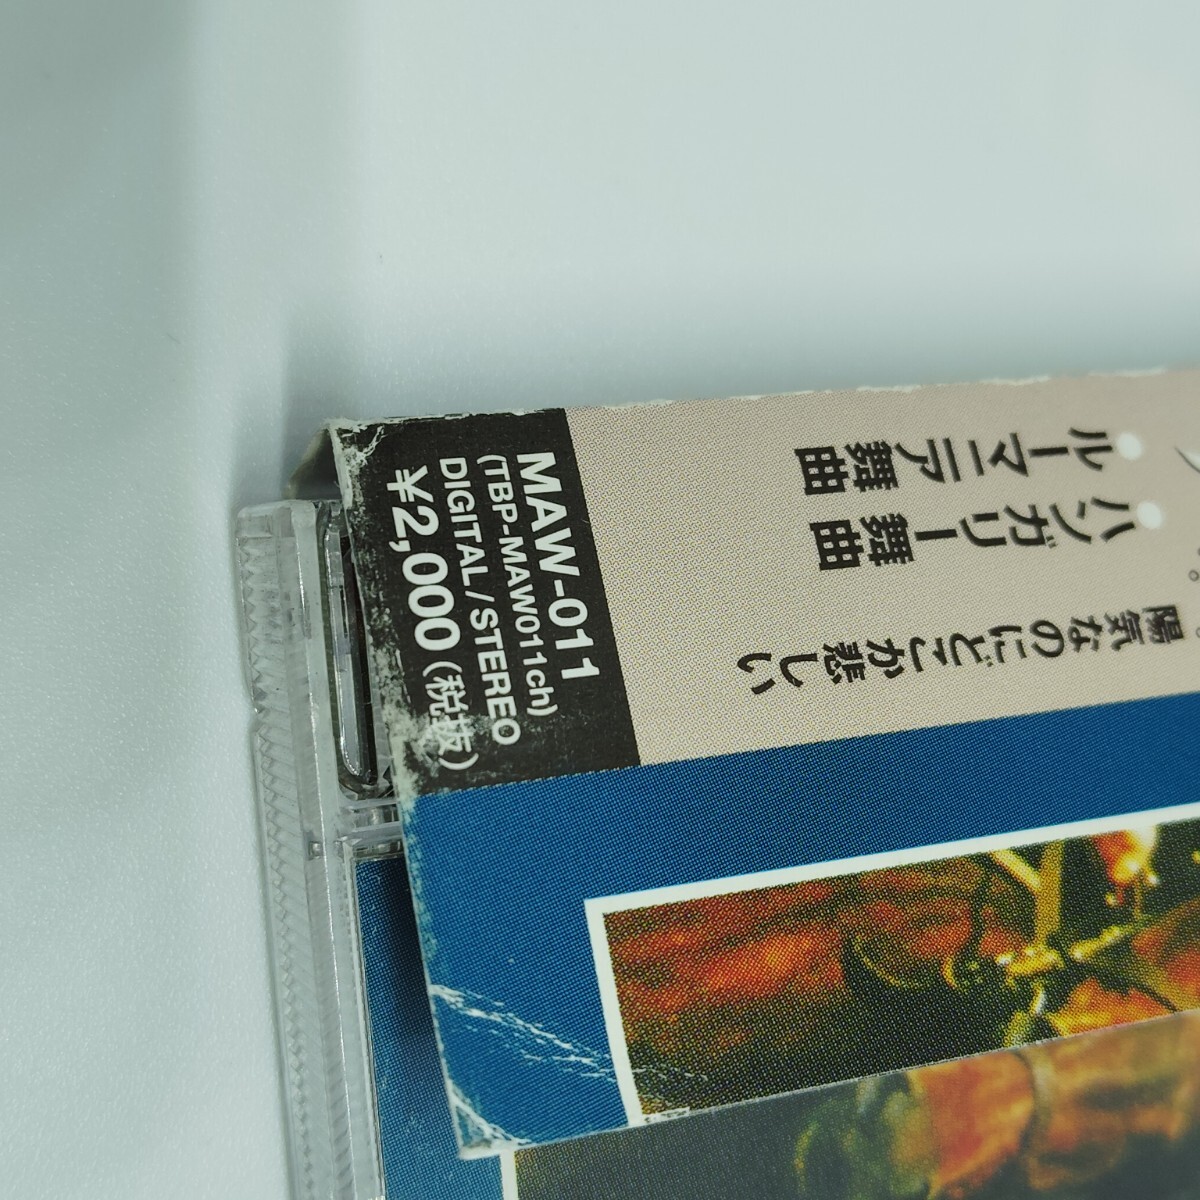 MAW-011
(TBP-MAW011ch)
DIGITAL/STEREO
¥2,000(税抜)
●ルーマニア舞曲
●ハンガリー舞曲
陽気なのにどこか悲しい